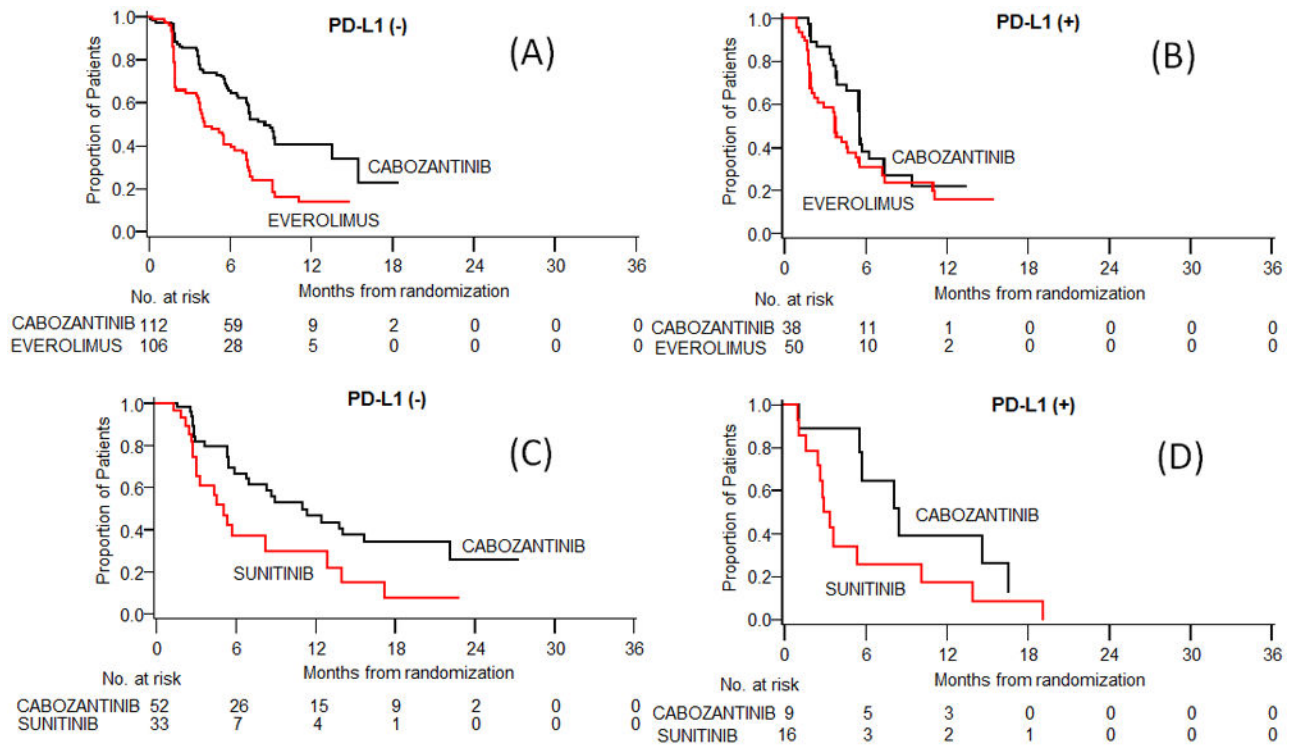 PD-L1 (-)
(A)
Proportion of Patients
1.0
0.8
0.6
0.4
0.2
0.0
CABOZANTINIB
EVEROLIMUS
0 6 12 18 24 30 36
Months from randomization
No. at risk
CABOZANTINIB 112 59 9 2 0 0 0
EVEROLIMUS 106 28 5 0 0 0 0
PD-L1 (+)
(B)
Proportion of Patients
1.0
0.8
0.6
0.4
0.2
0.0
CABOZANTINIB
EVEROLIMUS
0 6 12 18 24 30 36
Months from randomization
No. at risk
CABOZANTINIB 38 11 1 0 0 0 0
EVEROLIMUS 50 10 2 0 0 0 0
PD-L1 (-)
(C)
Proportion of Patients
1.0
0.8
0.6
0.4
0.2
0.0
CABOZANTINIB
SUNITINIB
0 6 12 18 24 30 36
Months from randomization
No. at risk
CABOZANTINIB 52 26 15 9 2 0 0
SUNITINIB 33 7 4 1 0 0 0
PD-L1 (+)
(D)
Proportion of Patients
1.0
0.8
0.6
0.4
0.2
0.0
CABOZANTINIB
SUNITINIB
0 6 12 18 24 30 36
Months from randomization
No. at risk
CABOZANTINIB 9 5 3 0 0 0 0
SUNITINIB 16 3 2 1 0 0 0